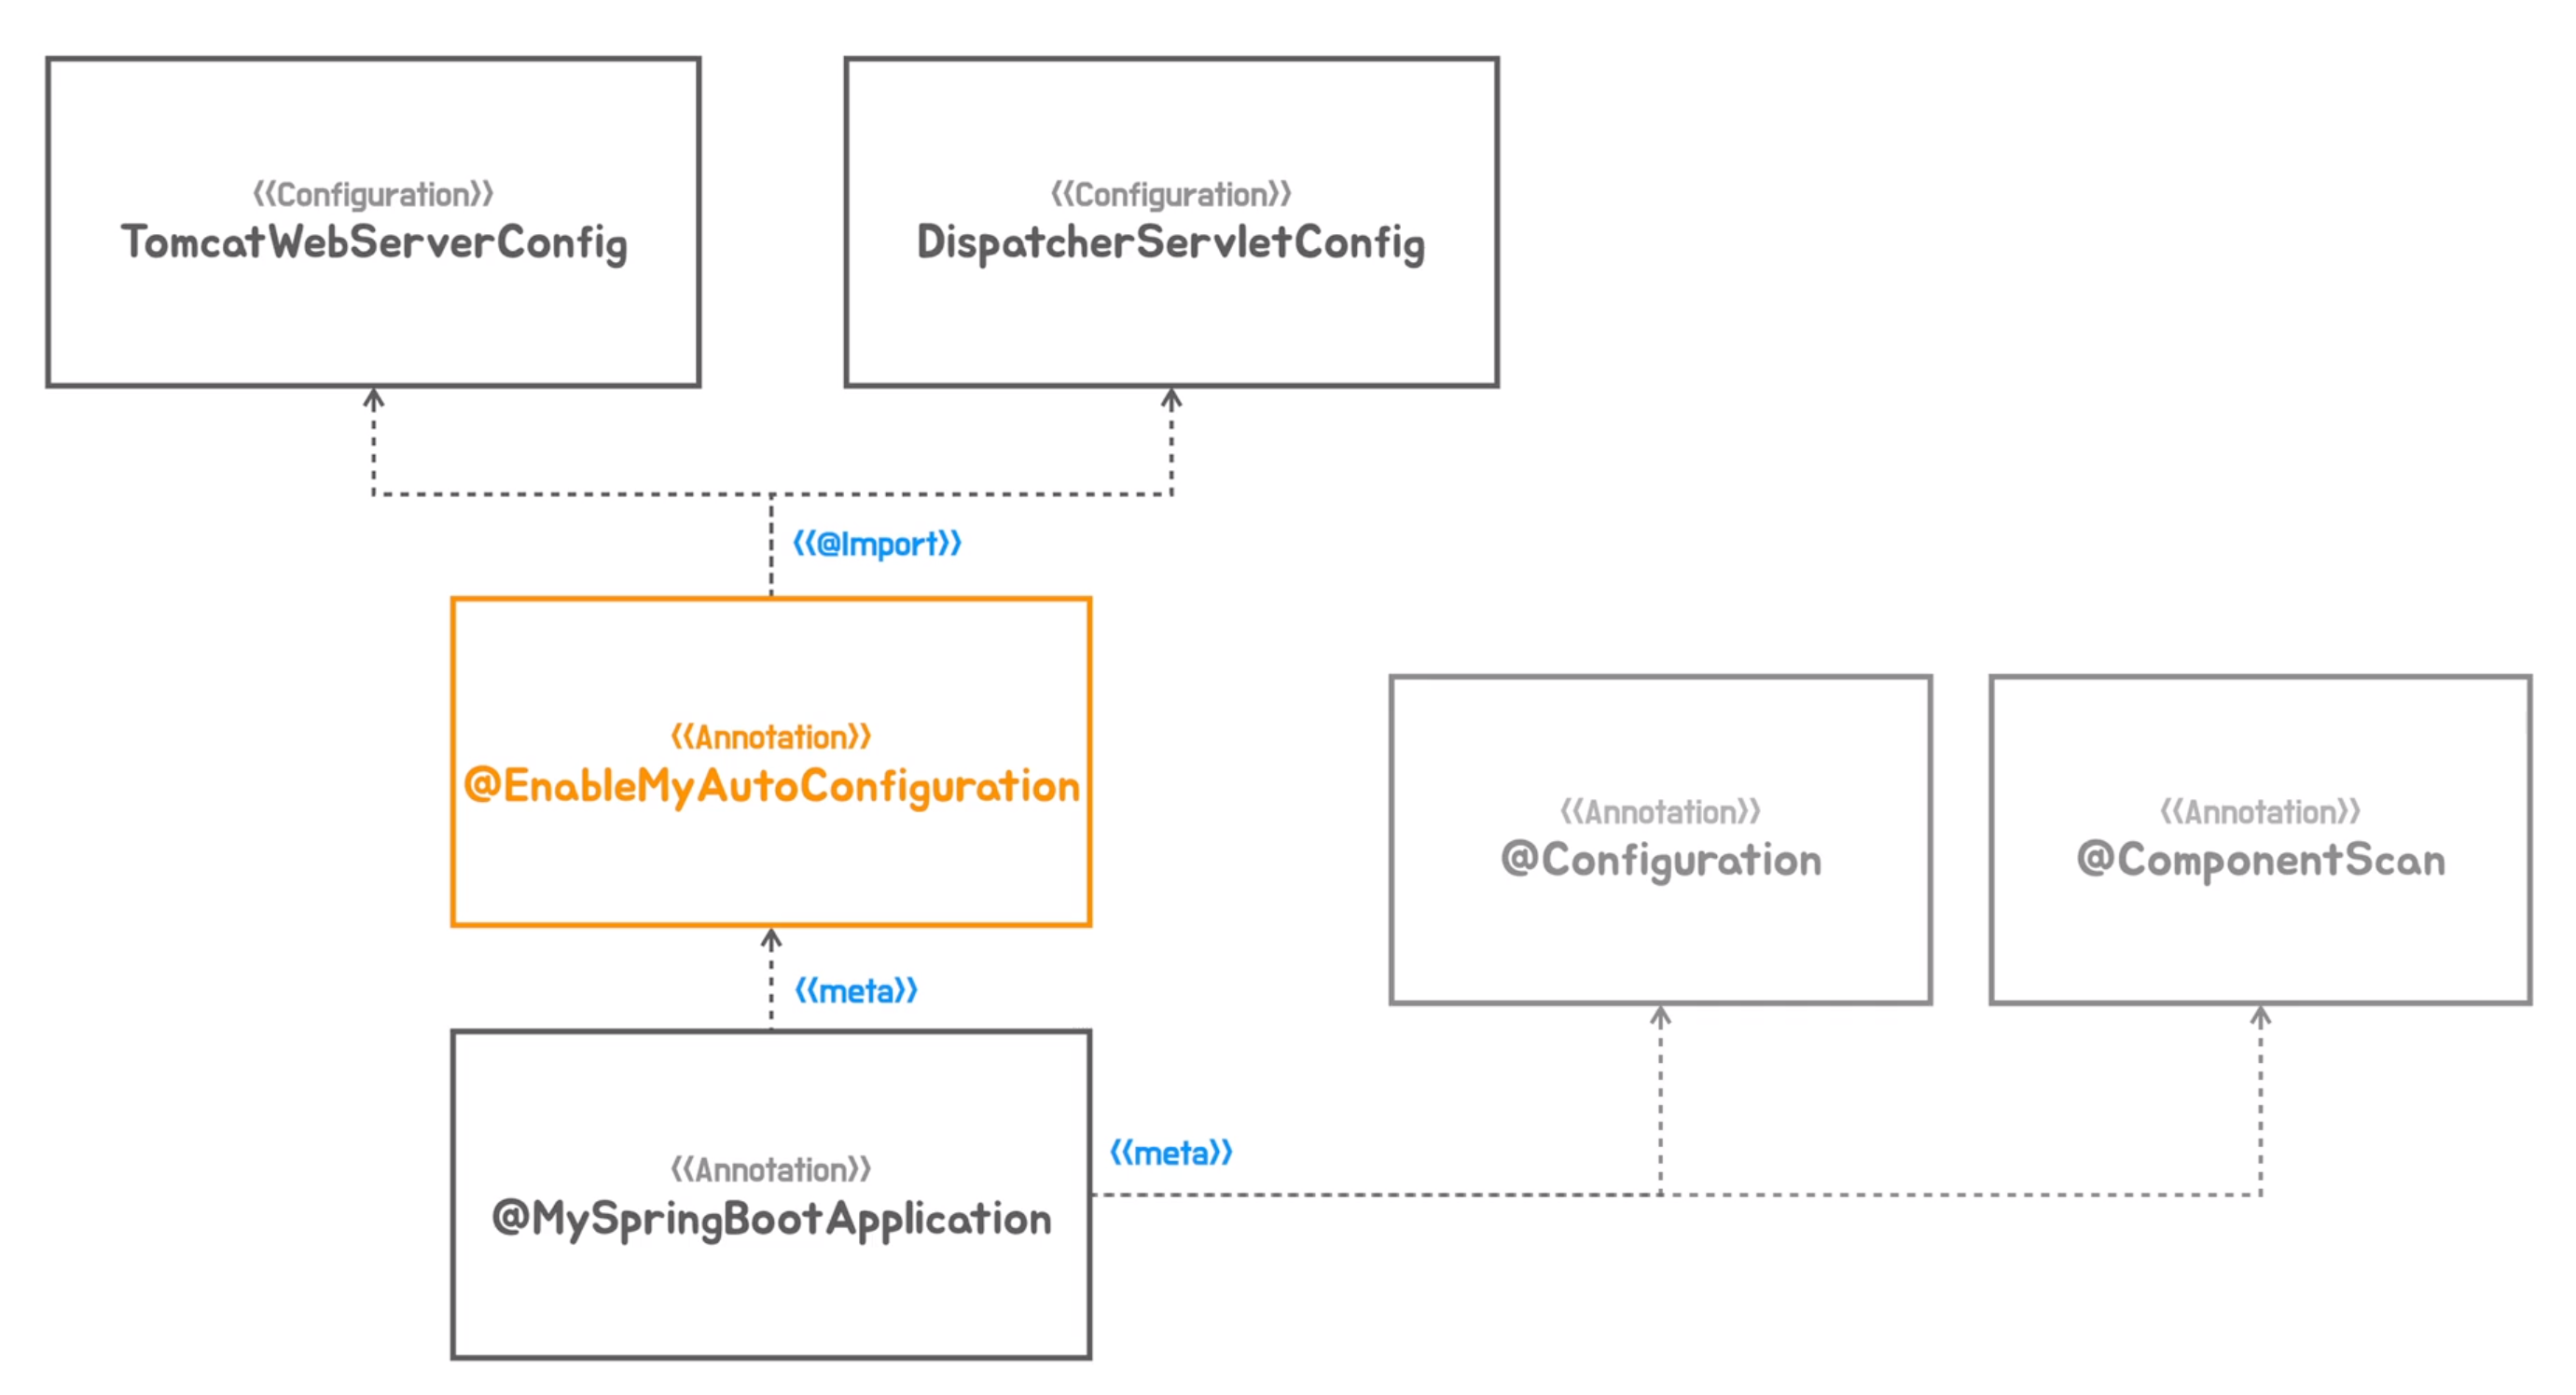 ⟪Configuration⟫
TomcatWebServerConfig
⟪Configuration⟫
DispatcherServletConfig
⟪@Import⟫
⟪Annotation⟫
@EnableMyAutoConfiguration
⟪Annotation⟫
@Configuration
⟪Annotation⟫
@ComponentScan
⟪meta⟫
⟪meta⟫
⟪Annotation⟫
@MySpringBootApplication